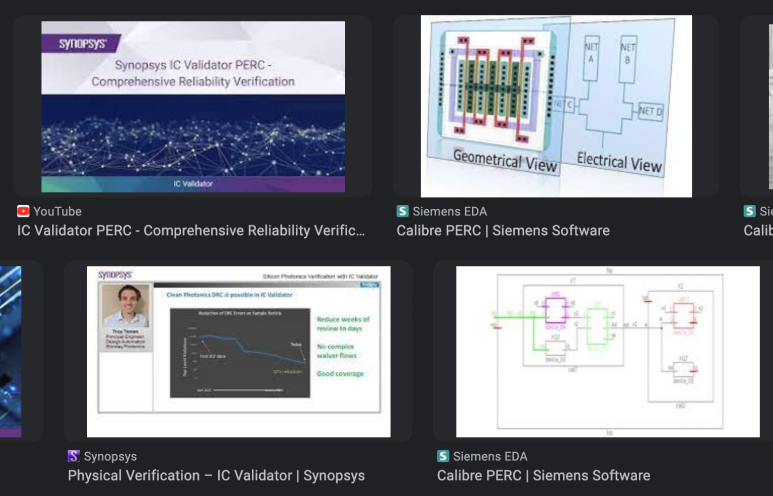 SYNOPSYS
Synopsys IC Validator PERC -
Comprehensive Reliability Verification
IC Validator
NET A
NET B
NET C
NET D
Geometrical View
Electrical View
YouTube
IC Validator PERC - Comprehensive Reliability Verific...
S Siemens EDA
Calibre PERC | Siemens Software
S Sie
Calib
SYNOPSYS
Silicon Photonics Verification with IC Validator
Clean Photonics DRC is possible in IC Validator
Reduction of DRC Errors on Sample Reticle
Today
Principal Engineer
Design Automation
Reduce weeks of
review to days
No complex
waiver flows
Good coverage
S Synopsys
Physical Verification – IC Validator | Synopsys
S Siemens EDA
Calibre PERC | Siemens Software